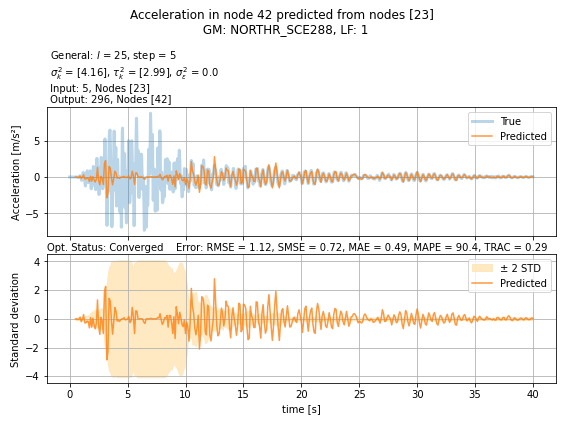 Acceleration in node 42 predicted from nodes [23]
GM: NORTHR_SCE288, LF: 1
General: l = 25, step = 5
σ²ₖ = [4.16], τ²ₖ = [2.99], σ²ε = 0.0
Input: 5, Nodes [23]
Output: 296, Nodes [42]
True
Predicted
5
0
−5
Acceleration [m/s²]
Opt. Status: Converged Error: RMSE = 1.12, SMSE = 0.72, MAE = 0.49, MAPE = 90.4, TRAC = 0.29
± 2 STD
Predicted
4
2
0
−2
−4
Standard deviation
0 5 10 15 20 25 30 35 40
time [s]